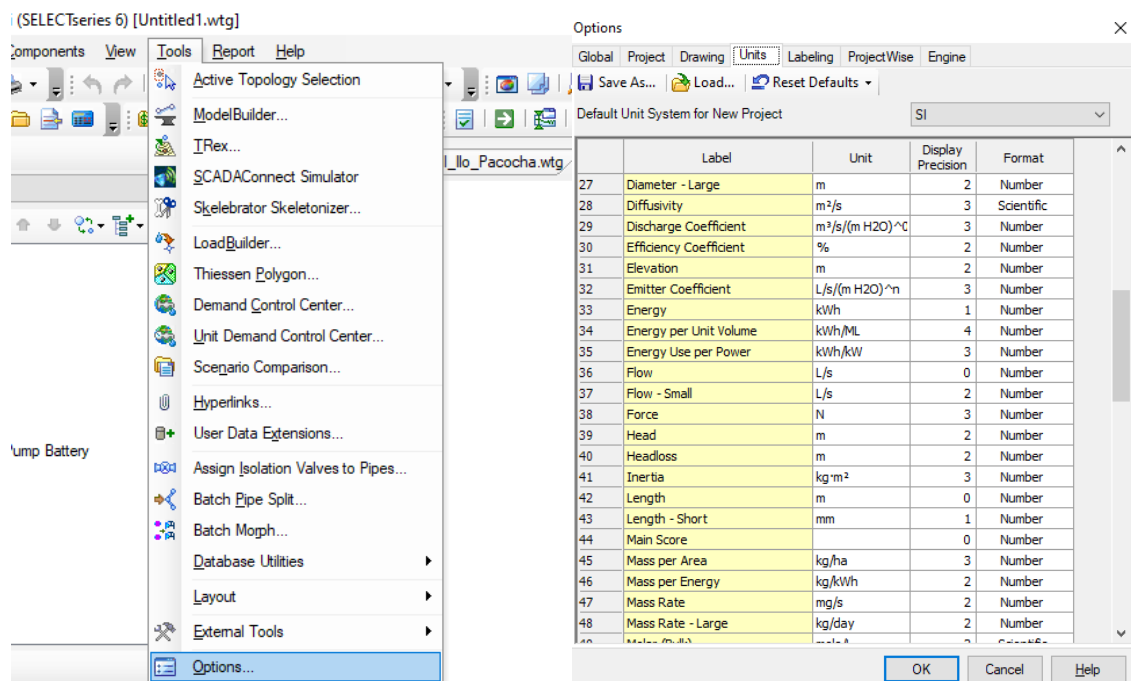 i (SELECTseries 6) [Untitled1.wtg]
Components View Tools Report Help
Active Topology Selection
ModelBuilder...
TRex...
SCADAConnect Simulator
Skelebrator Skeletonizer...
LoadBuilder...
Thiessen Polygon...
Demand Control Center...
Unit Demand Control Center...
Scenario Comparison...
Hyperlinks...
User Data Extensions...
Assign Isolation Valves to Pipes...
Batch Pipe Split...
Batch Morph...
Database Utilities
Layout
External Tools
Options...
l_Ilo_Pacocha.wtg
ump Battery
Options
Global Project Drawing Units Labeling ProjectWise Engine
Save As... Load... Reset Defaults
Default Unit System for New Project SI
Label Unit Display Precision Format
27 Diameter - Large m 2 Number
28 Diffusivity m²/s 3 Scientific
29 Discharge Coefficient m³/s/(m H2O)^0 3 Number
30 Efficiency Coefficient % 2 Number
31 Elevation m 2 Number
32 Emitter Coefficient L/s/(m H2O)^n 3 Number
33 Energy kWh 1 Number
34 Energy per Unit Volume kWh/ML 4 Number
35 Energy Use per Power kWh/kW 3 Number
36 Flow L/s 0 Number
37 Flow - Small L/s 2 Number
38 Force N 3 Number
39 Head m 2 Number
40 Headloss m 2 Number
41 Inertia kg·m² 3 Number
42 Length m 0 Number
43 Length - Short mm 1 Number
44 Main Score 0 Number
45 Mass per Area kg/ha 3 Number
46 Mass per Energy kg/kWh 2 Number
47 Mass Rate mg/s 2 Number
48 Mass Rate - Large kg/day 2 Number
OK Cancel Help